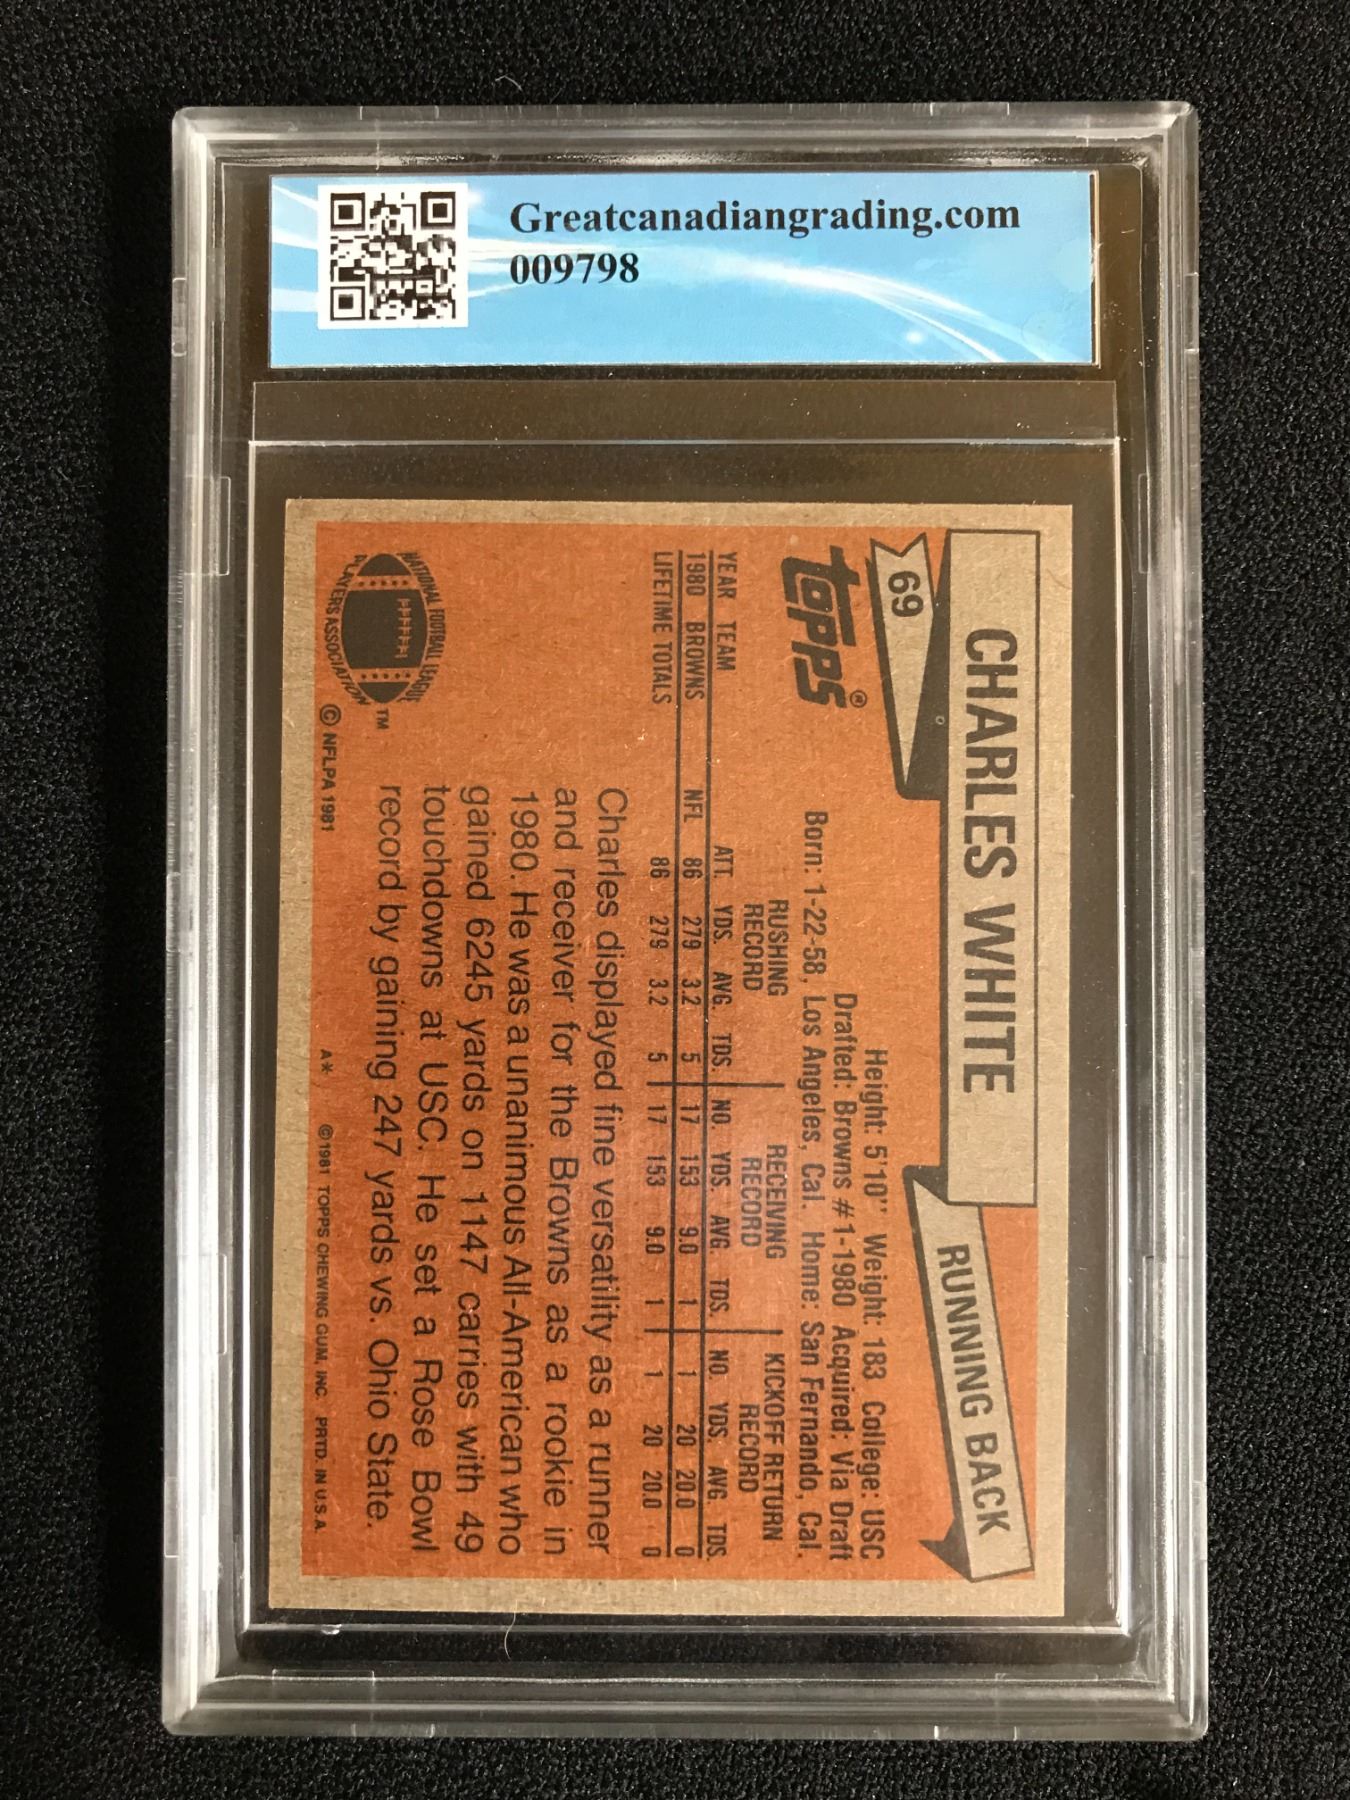 Greatcanadiangrading.com
009798
CHARLES WHITE
RUNNING BACK
69
TOPPS®
Height: 5'10" Weight: 183 College: USC
Drafted: Browns #1-1980 Acquired: Via Draft
Born: 1-22-58, Los Angeles, Cal. Home: San Fernando, Cal.
RUSHING RECORD RECEIVING RECORD KICKOFF RETURN RECORD
YEAR TEAM ATT. YDS. AVG. TDS. NO. YDS. AVG. TDS. NO. YDS. AVG. TDS.
1980 BROWNS NFL 86 279 3.2 5 17 153 9.0 1 1 20 20.0 0
LIFETIME TOTALS 86 279 3.2 5 17 153 9.0 1 1 20 20.0 0
Charles displayed fine versatility as a runner
and receiver for the Browns as a rookie in
1980. He was a unanimous All-American who
gained 6245 yards on 1147 carries with 49
touchdowns at USC. He set a Rose Bowl
record by gaining 247 yards vs. Ohio State.
NATIONAL FOOTBALL LEAGUE
PLAYERS ASSOCIATION
TM
© NFLPA 1981
A* ©1981 TOPPS CHEWING GUM, INC. PRTD. IN U.S.A.